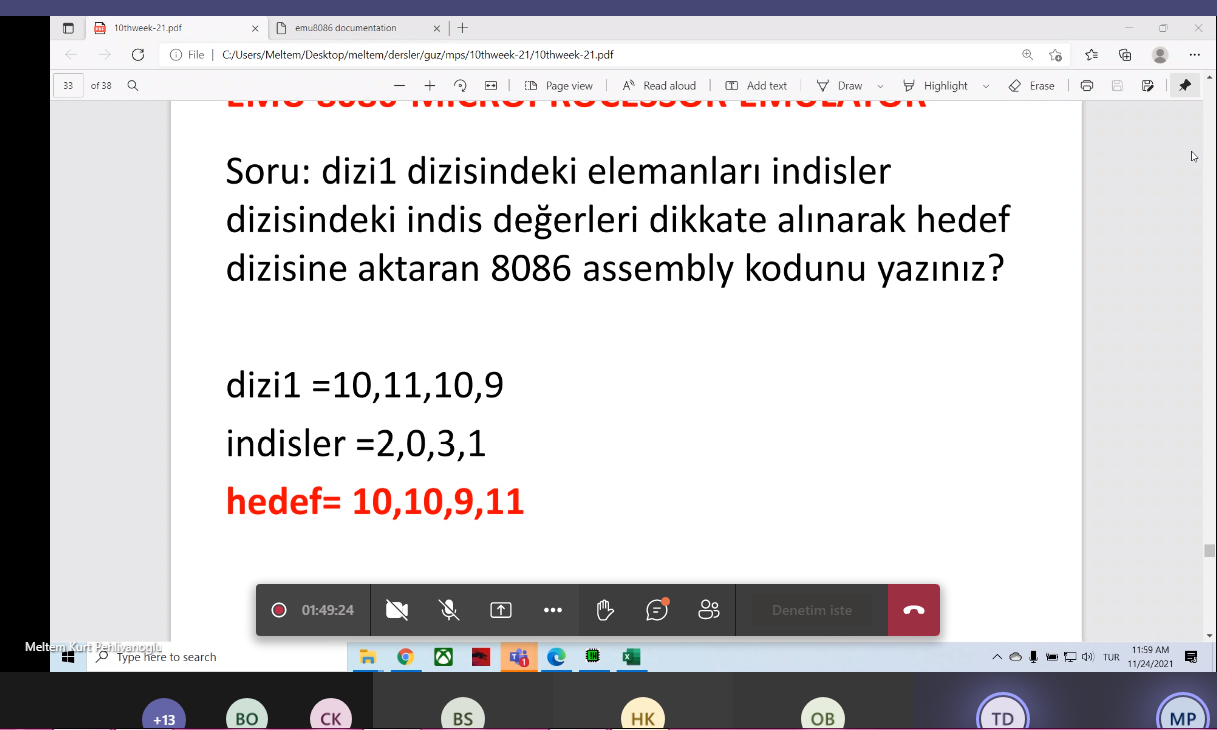 10thweek-21.pdf
emu8086 documentation
File | C:/Users/Meltem/Desktop/meltem/dersler/guz/mps/10thweek-21/10thweek-21.pdf
33 of 38 Page view Read aloud Add text Draw Highlight Erase
EMU 8086-MICROPROCESSOR EMULATOR
Soru: dizi1 dizisindeki elemanları indisler
dizisindeki indis değerleri dikkate alınarak hedef
dizisine aktaran 8086 assembly kodunu yazınız?
dizi1 =10,11,10,9
indisler =2,0,3,1
hedef= 10,10,9,11
01:49:24 Denetim iste
Meltem Kurt Pehlivanoglu
Type here to search
TUR
11:59 AM
11/24/2021
+13 BO CK BS HK OB TD MP